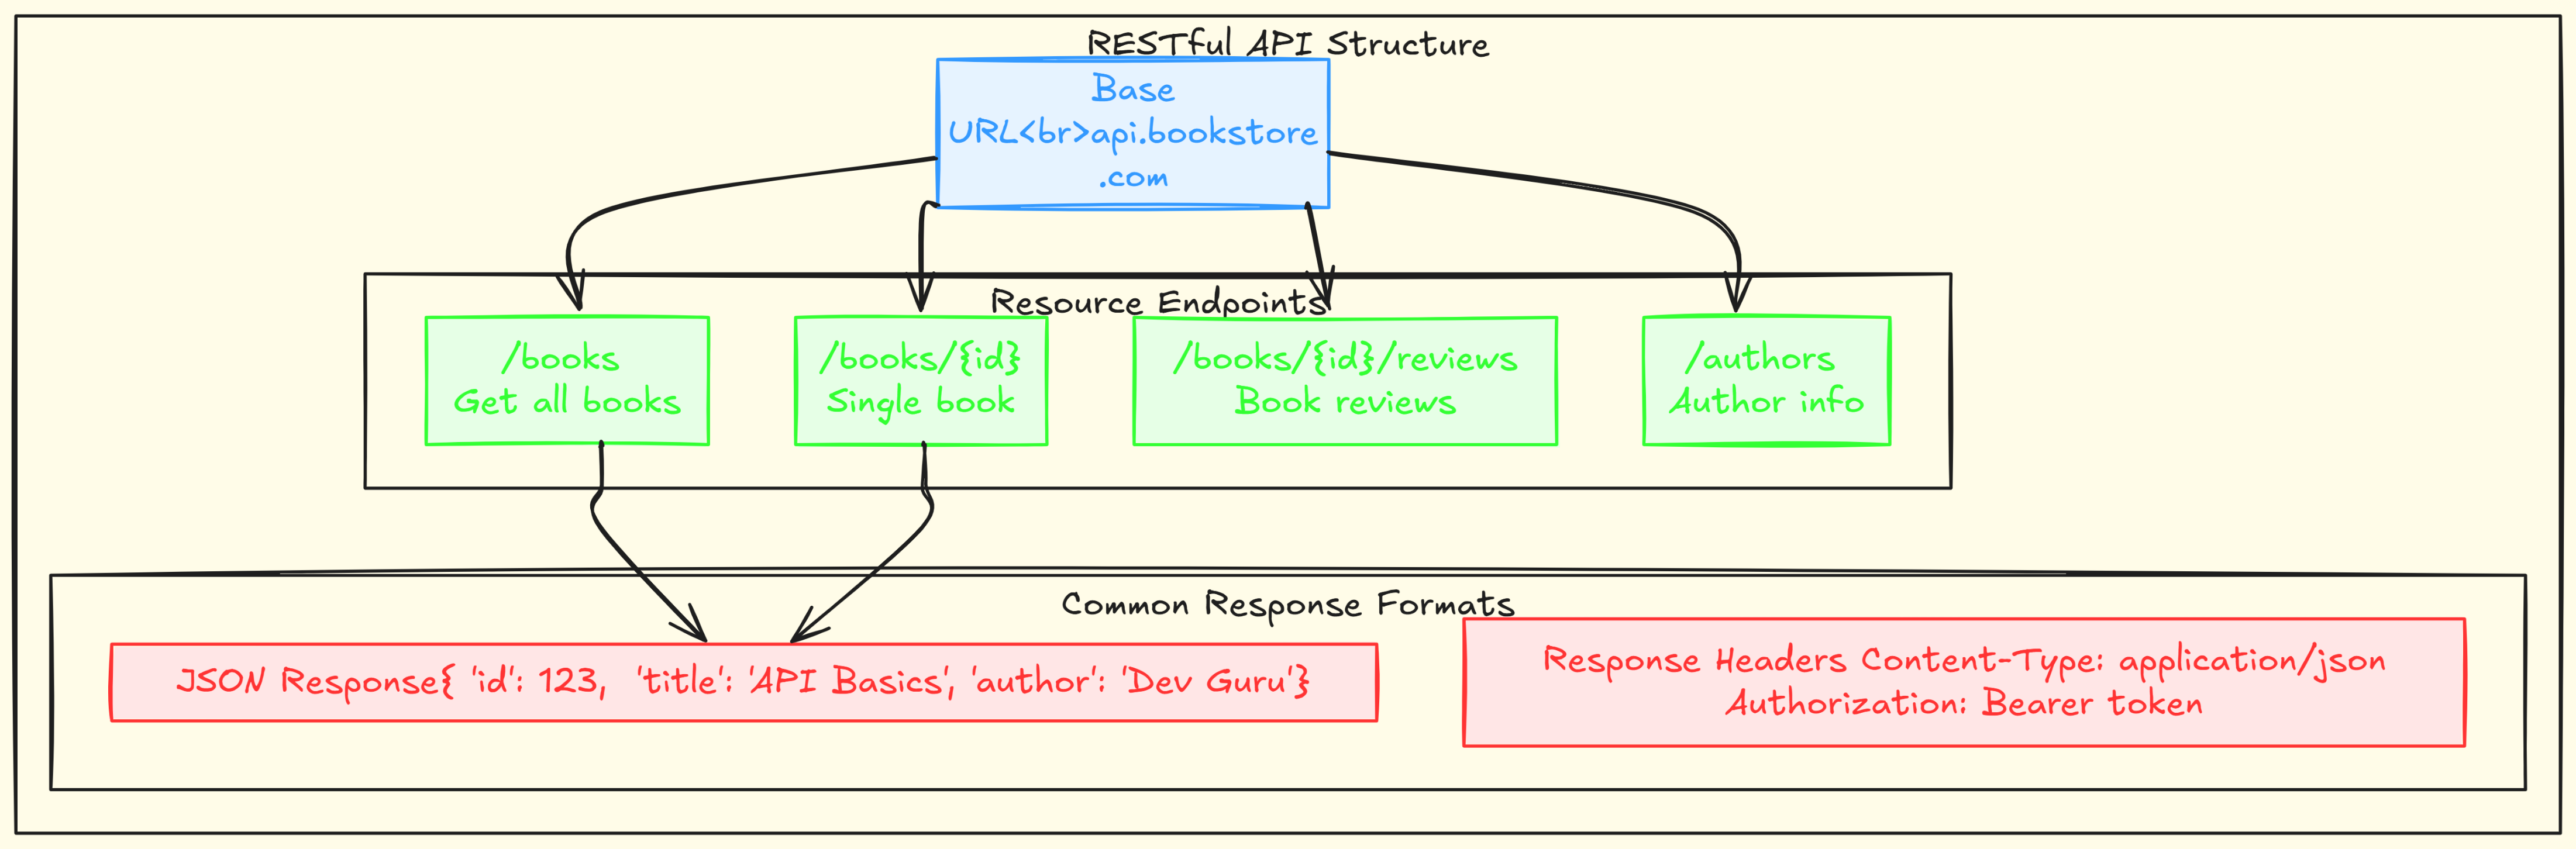 RESTful API Structure
Base
URL<br>api.bookstore
.com
Resource Endpoints
/books
Get all books
/books/{id}
Single book
/books/{id}/reviews
Book reviews
/authors
Author info
Common Response Formats
JSON Response{ 'id': 123,  'title': 'API Basics', 'author': 'Dev Guru'}
Response Headers Content-Type: application/json
Authorization: Bearer token